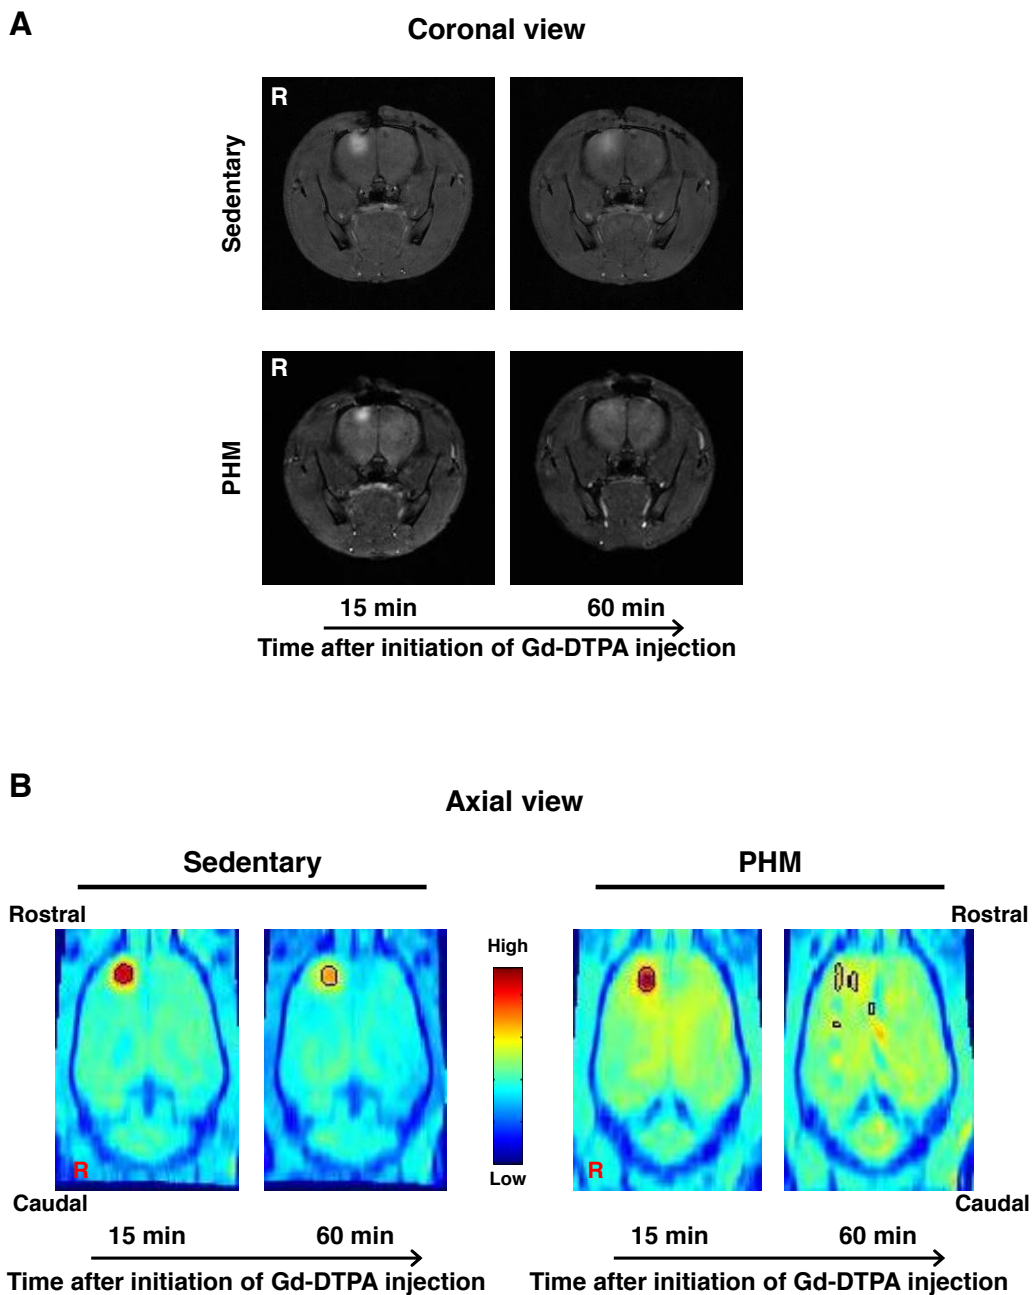 A
Coronal view
Sedentary
R
PHM
R
15 min
60 min
Time after initiation of Gd-DTPA injection
B
Axial view
Sedentary
PHM
Rostral
Rostral
High
Low
R
R
Caudal
Caudal
15 min
60 min
15 min
60 min
Time after initiation of Gd-DTPA injection
Time after initiation of Gd-DTPA injection